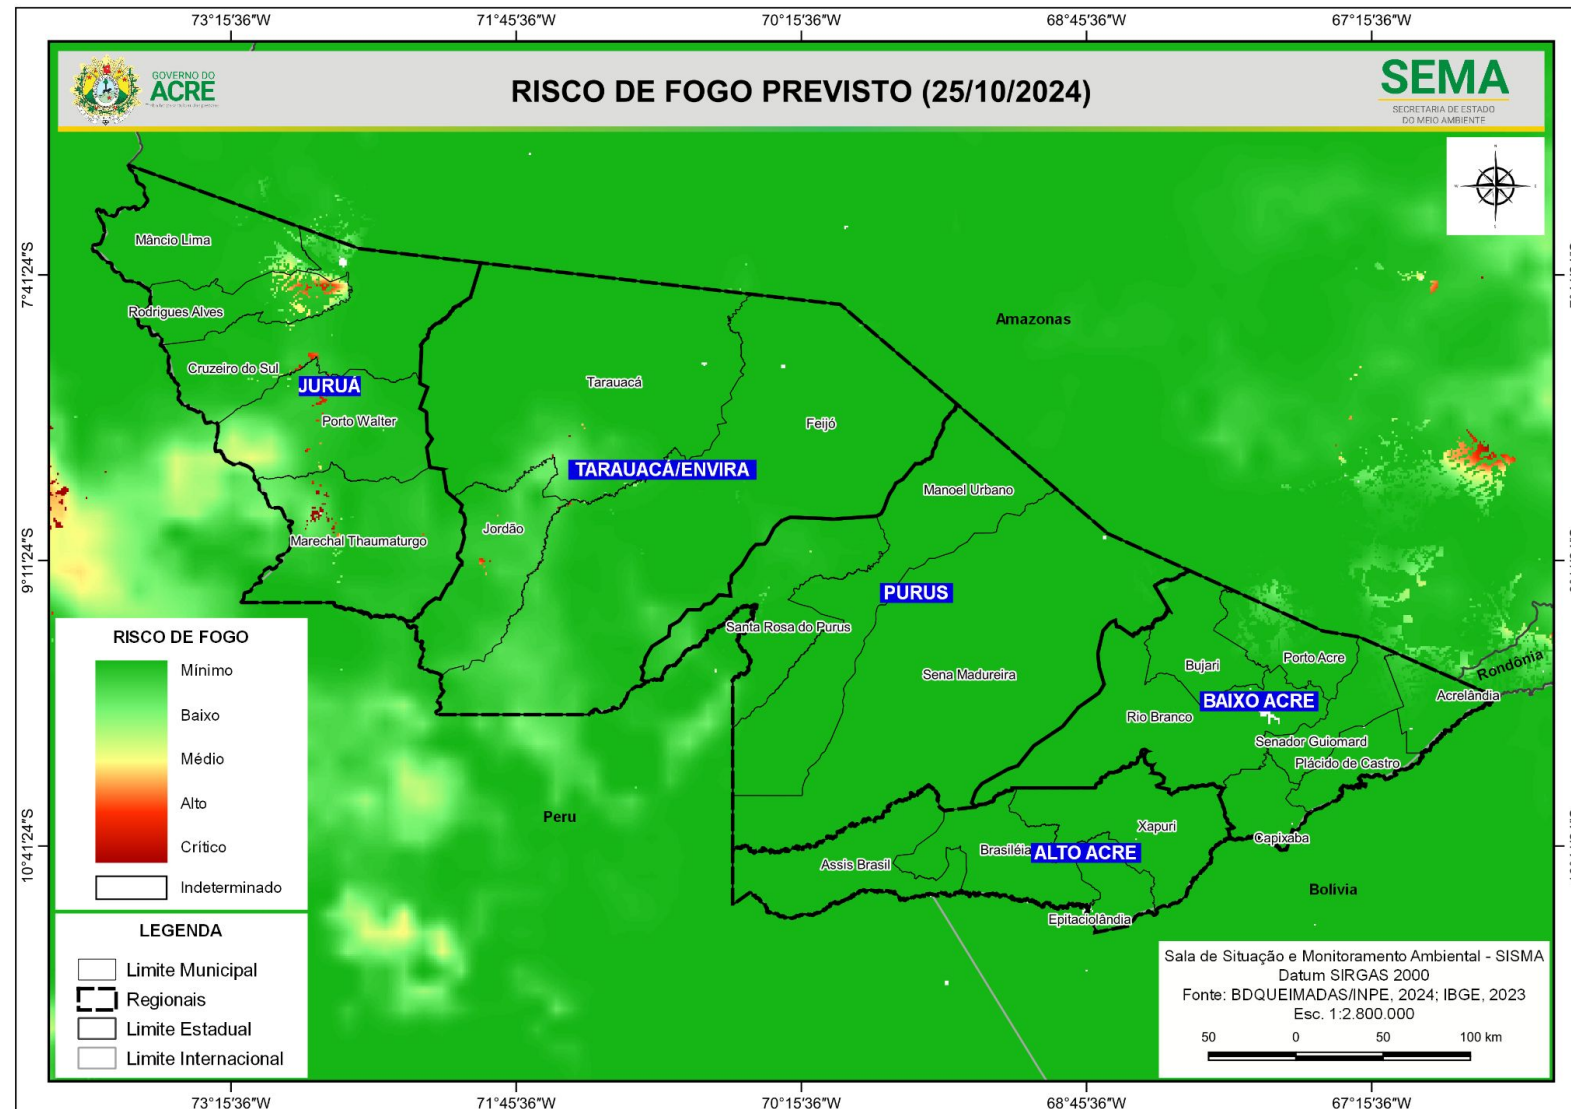 73°15'36"W 71°45'36"W 70°15'36"W 68°45'36"W 67°15'36"W
GOVERNO DO
ACRE
RISCO DE FOGO PREVISTO (25/10/2024)
SEMA
SECRETARIA DE ESTADO
DO MEIO AMBIENTE
N
W E
S
7°41'24"S
9°11'24"S
10°41'24"S
Mâncio Lima
Rodrigues Alves
Cruzeiro do Sul
JURUÁ
Porto Walter
Marechal Thaumaturgo
Tarauacá
Feijó
TARAUACÁ/ENVIRA
Jordão
Amazonas
Manoel Urbano
PURUS
Santa Rosa do Purus
Sena Madureira
Bujari
Porto Acre
BAIXO ACRE
Rio Branco
Senador Guiomard
Plácido de Castro
Acrelândia
Rondônia
Capixaba
Xapuri
Brasiléia
ALTO ACRE
Assis Brasil
Epitaciolândia
Peru
Bolivia
RISCO DE FOGO
Mínimo
Baixo
Médio
Alto
Crítico
Indeterminado
LEGENDA
Limite Municipal
Regionais
Limite Estadual
Limite Internacional
Sala de Situação e Monitoramento Ambiental - SISMA
Datum SIRGAS 2000
Fonte: BDQUEIMADAS/INPE, 2024; IBGE, 2023
Esc. 1:2.800.000
50 0 50 100 km
73°15'36"W 71°45'36"W 70°15'36"W 68°45'36"W 67°15'36"W